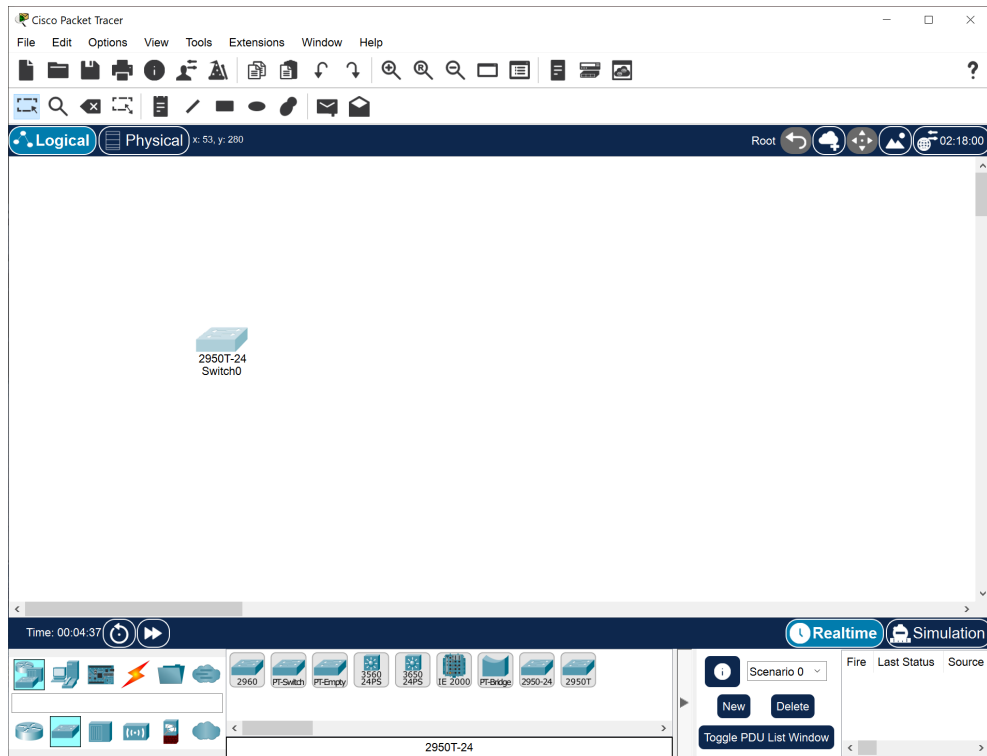 Cisco Packet Tracer
File Edit Options View Tools Extensions Window Help
R
?
Logical Physical x: 53, y: 280 Root 02:18:00
2950T-24
Switch0
Time: 00:04:37 Realtime Simulation
2960 PT-Switch PT-Empty 3560 24PS 3650 24PS IE 2000 PT-Bridge 2950-24 2950T
Scenario 0 Fire Last Status Source
New Delete
Toggle PDU List Window
2950T-24